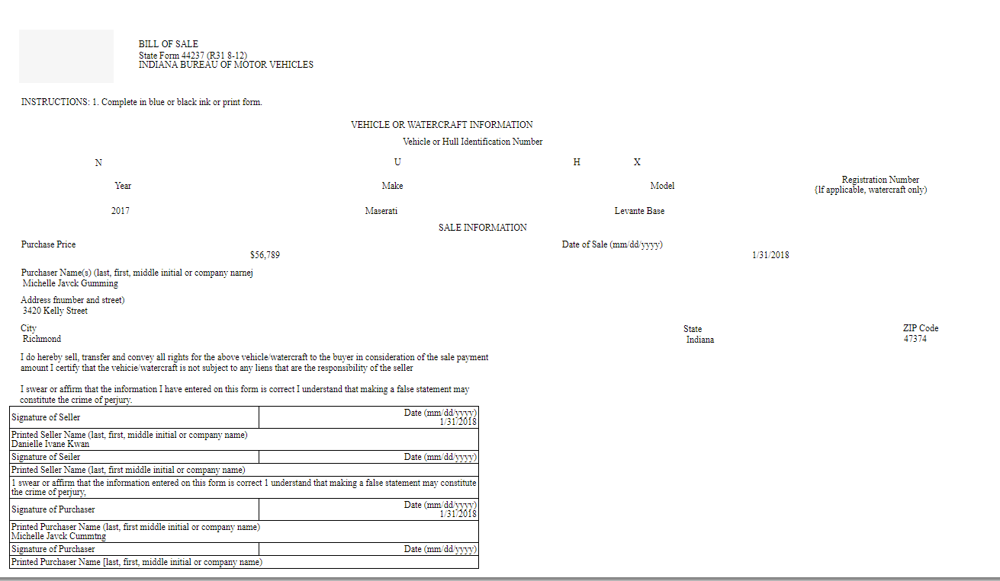 BILL OF SALE
State Form 44237 (R31 8-12)
INDIANA BUREAU OF MOTOR VEHICLES
INSTRUCTIONS: 1. Complete in blue or black ink or print form.
VEHICLE OR WATERCRAFT INFORMATION
Vehicle or Hull Identification Number
N U H X
Year Make Model Registration Number
{If applicable, watercraft only)
2017 Maserati Levante Base
SALE INFORMATION
Purchase Price Date of Sale (mm/dd/yyyy)
$56,789 1/31/2018
Purchaser Name(s) (last, first, middle initial or company narnej
Michelle Javck Gumming
Address fnumber and street)
3420 Kelly Street
City State ZIP Code
Richmond Indiana 47374
I do hereby sell, transfer and convey all rights for the above vehicle/watercraft to the buyer in consideration of the sale payment
amount I certify that the vehicie/watercraft is not subject to any liens that are the responsibility of the seller
I swear or affirm that the information I have entered on this form is correct I understand that making a false statement may
constitute the crime of perjury.
Signature of Seller Date (mm/dd/yyyy)
1/31/2018
Printed Seller Name (last, first, middle initial or company name)
Danielle Ivane Kwan
Signature of Seiler Date (mm/dd/yyyy)
Printed Seller Name (last, first middle initial or company name)
1 swear or affirm that the information entered on this form is correct 1 understand that making a false statement may constitute
the crime of perjury,
Signature of Purchaser Date (mm/dd/yyyy)
1/31/2018
Printed Purchaser Name (last, first middle initial or company name)
Michelle Javck Cummtng
Signature of Purchaser Date (mm/dd/yyyy)
Printed Purchaser Name [last, first, middle initial or company name)